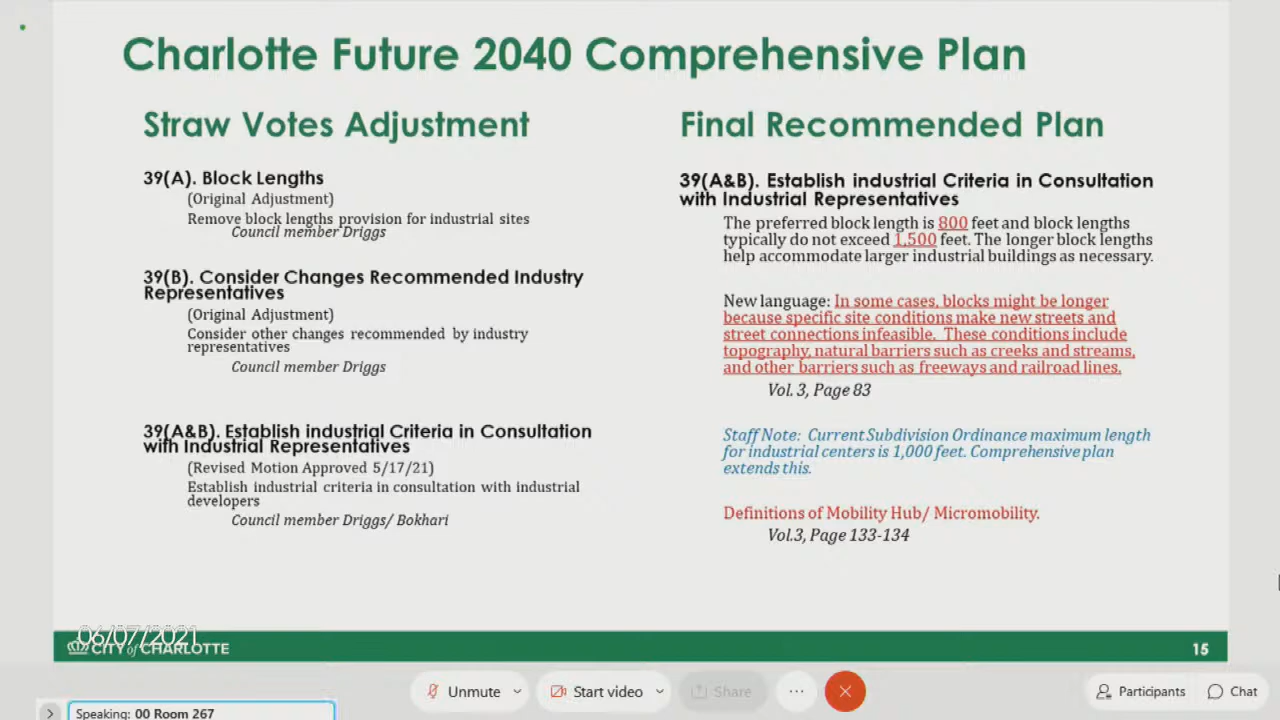 Charlotte Future 2040 Comprehensive Plan
Straw Votes Adjustment
39(A). Block Lengths
(Original Adjustment)
Remove block lengths provision for industrial sites
Council member Driggs
39(B). Consider Changes Recommended Industry
Representatives
(Original Adjustment)
Consider other changes recommended by industry
representatives
Council member Driggs
39(A&B). Establish industrial Criteria in Consultation
with Industrial Representatives
(Revised Motion Approved 5/17/21)
Establish industrial criteria in consultation with industrial
developers
Council member Driggs/ Bokhari
Final Recommended Plan
39(A&B). Establish industrial Criteria in Consultation
with Industrial Representatives
The preferred block length is 800 feet and block lengths
typically do not exceed 1,500 feet. The longer block lengths
help accommodate larger industrial buildings as necessary.
New language: In some cases, blocks might be longer
because specific site conditions make new streets and
street connections infeasible. These conditions include
topography, natural barriers such as creeks and streams,
and other barriers such as freeways and railroad lines.
Vol. 3, Page 83
Staff Note: Current Subdivision Ordinance maximum length
for industrial centers is 1,000 feet. Comprehensive plan
extends this.
Definitions of Mobility Hub/ Micromobility.
Vol.3, Page 133-134
06/07/2021
CITY of CHARLOTTE
15
Unmute
Start video
Share
Participants
Chat
Speaking: 00 Room 267